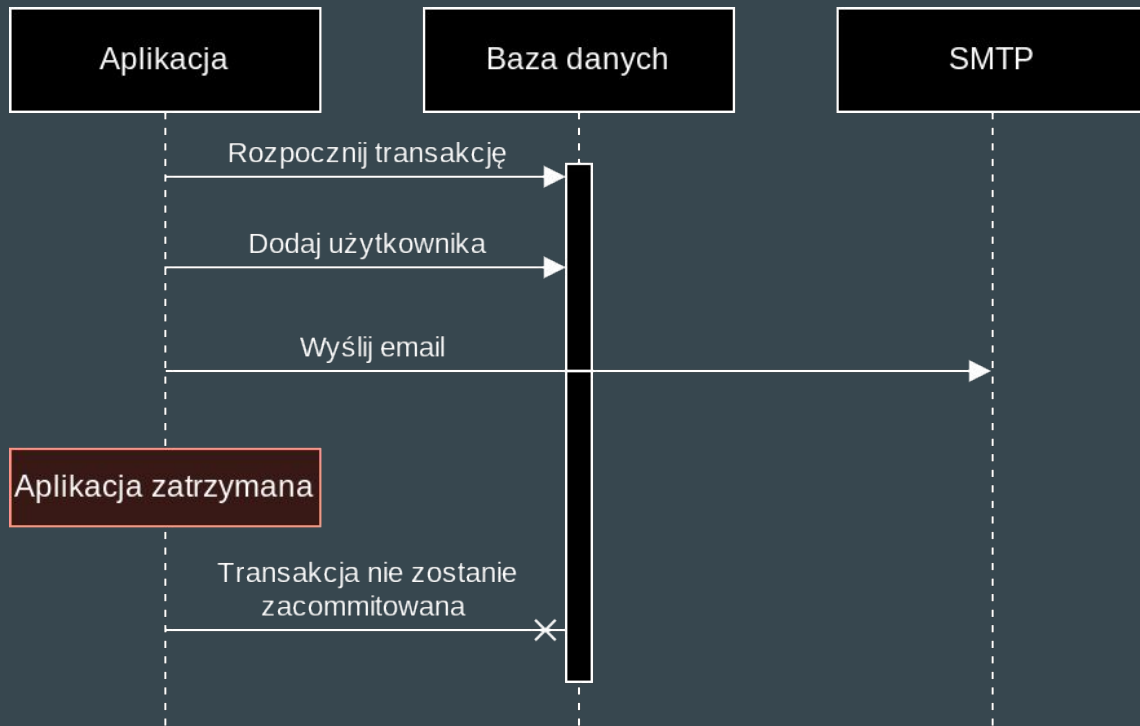 Aplikacja
Baza danych
SMTP
Rozpocznij transakcję
Dodaj użytkownika
Wyślij email
Aplikacja zatrzymana
Transakcja nie zostanie
zacommitowana